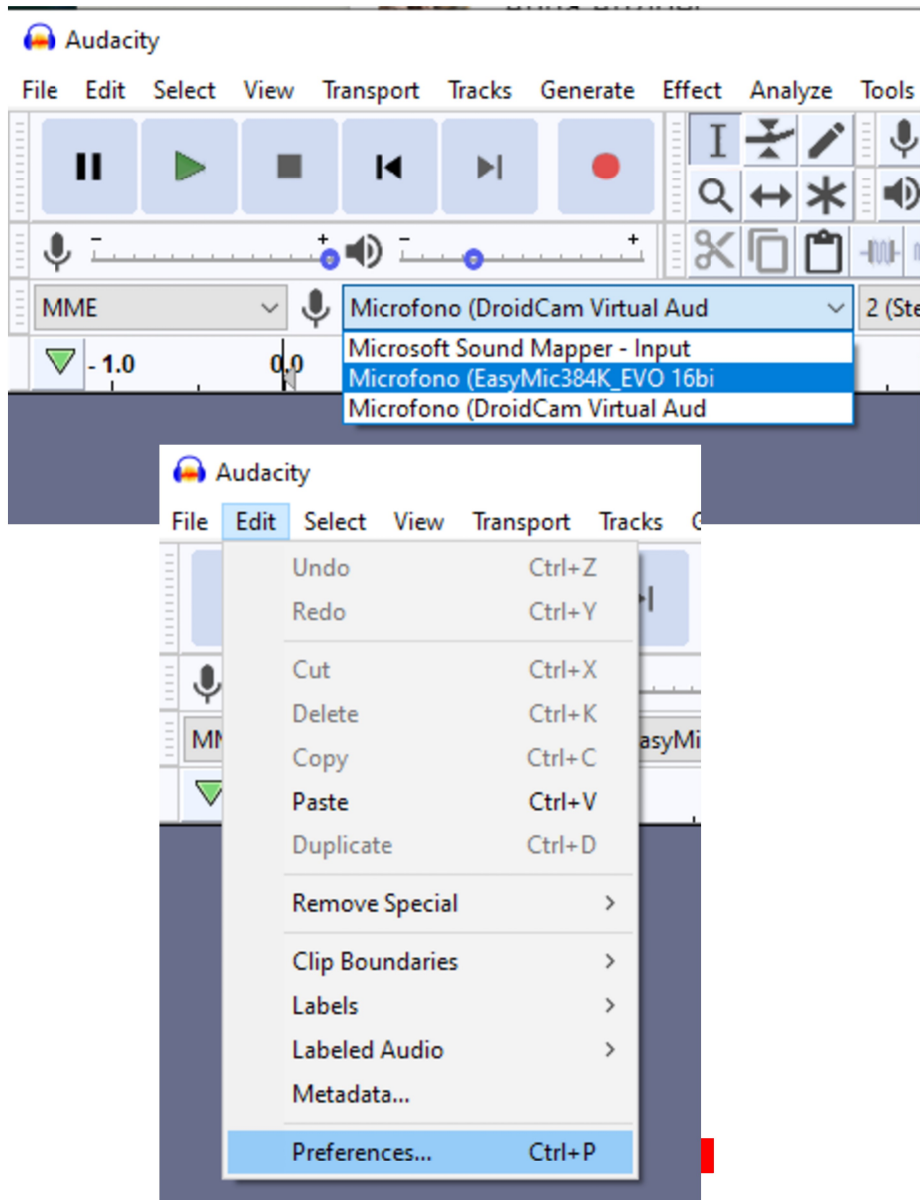 Audacity
File Edit Select View Transport Tracks Generate Effect Analyze Tools
- + - +
MME Microfono (DroidCam Virtual Aud 2 (Ste
- 1.0 0.0
Microsoft Sound Mapper - Input
Microfono (EasyMic384K_EVO 16bi
Microfono (DroidCam Virtual Aud
Audacity
File Edit Select View Transport Tracks
Undo Ctrl+Z
Redo Ctrl+Y
Cut Ctrl+X
Delete Ctrl+K
MM asyMi
Copy Ctrl+C
Paste Ctrl+V
Duplicate Ctrl+D
Remove Special
Clip Boundaries
Labels
Labeled Audio
Metadata...
Preferences... Ctrl+P